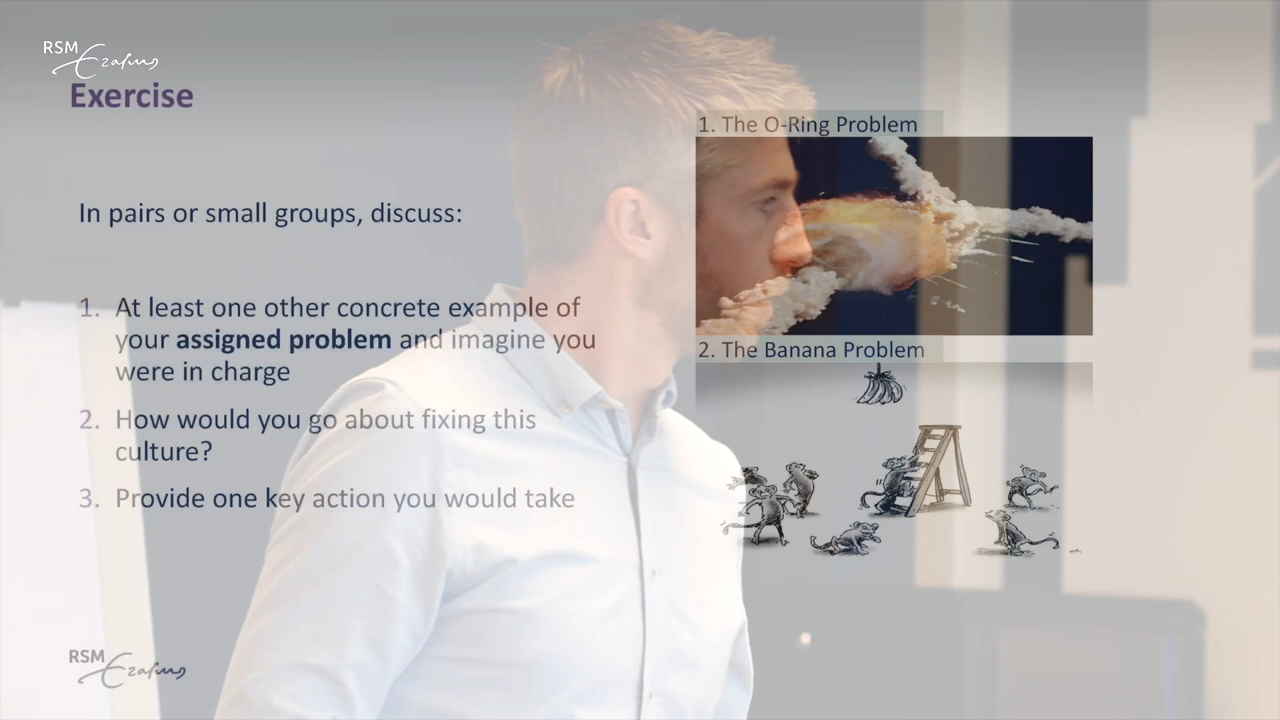 RSM
Erasmus
Exercise
1. The O-Ring Problem
In pairs or small groups, discuss:
1. At least one other concrete example of
your assigned problem and imagine you
were in charge
2. How would you go about fixing this
culture?
3. Provide one key action you would take
2. The Banana Problem
RSM
Erasmus